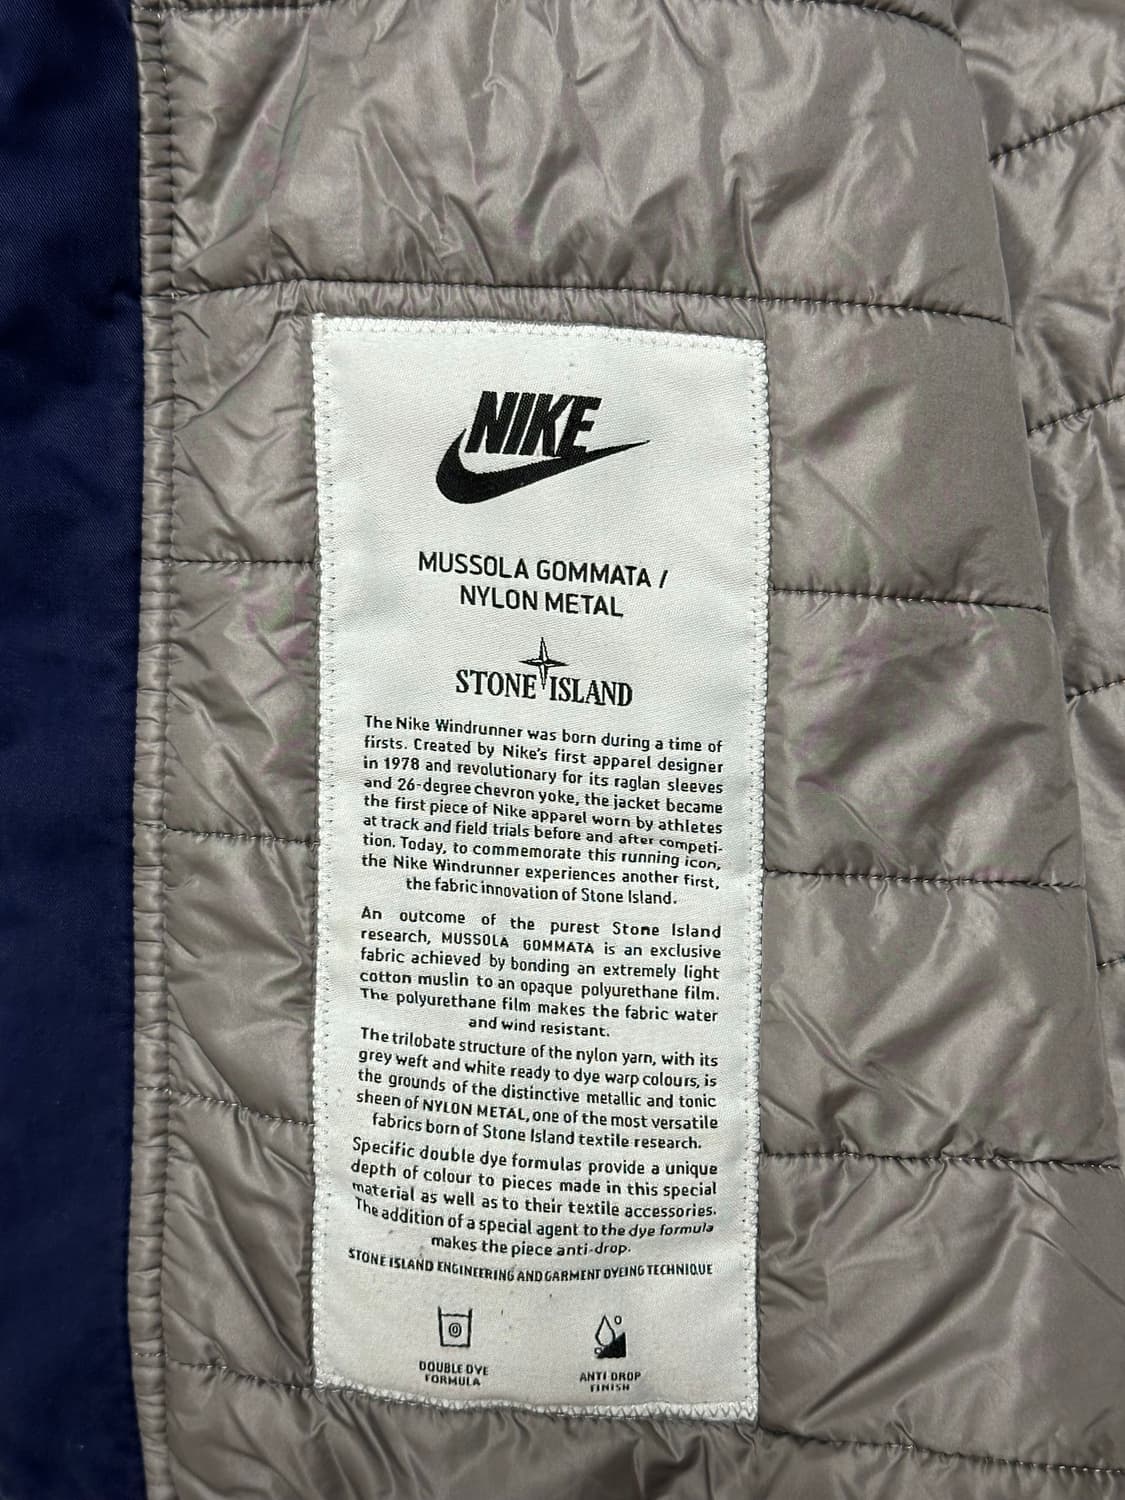 NIKE
MUSSOLA GOMMATA /
NYLON METAL
STONE ISLAND
The Nike Windrunner was born during a time of
firsts. Created by Nike's first apparel designer
in 1978 and revolutionary for its raglan sleeves
and 26-degree chevron yoke, the jacket became
the first piece of Nike apparel worn by athletes
at track and field trials before and after competi-
tion. Today, to commemorate this running icon,
the Nike Windrunner experiences another first,
the fabric innovation of Stone Island.
An outcome of the purest Stone Island
research, MUSSOLA GOMMATA is an exclusive
fabric achieved by bonding an extremely light
cotton muslin to an opaque polyurethane film.
The polyurethane film makes the fabric water
and wind resistant.
The trilobate structure of the nylon yarn, with its
grey weft and white ready to dye warp colours, is
the grounds of the distinctive metallic and tonic
sheen of NYLON METAL, one of the most versatile
fabrics born of Stone Island textile research.
Specific double dye formulas provide a unique
depth of colour to pieces made in this special
material as well as to their textile accessories.
The addition of a special agent to the dye formula
makes the piece anti-drop.
STONE ISLAND ENGINEERING AND GARMENT DYEING TECHNIQUE
DOUBLE DYE
FORMULA
ANTI DROP
FINISH